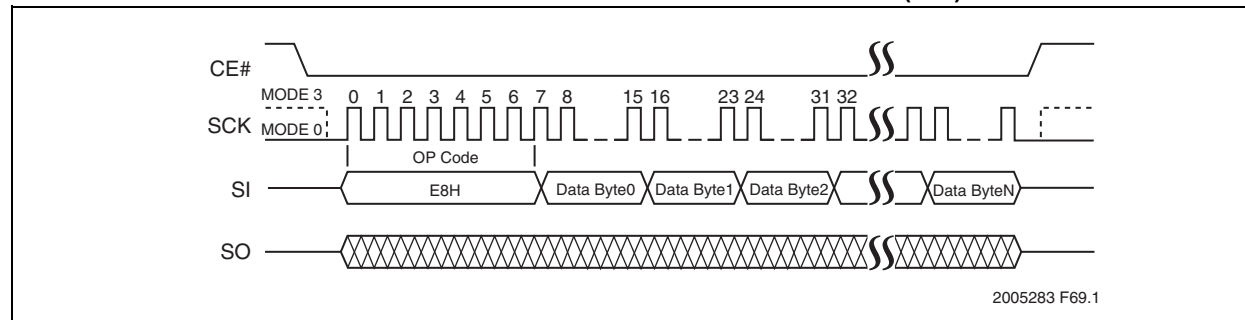 CE#
MODE 3
0 1 2 3 4 5 6 7 8 15 16 23 24 31 32
SCK
MODE 0
OP Code
SI
E8H
Data Byte0
Data Byte1
Data Byte2
Data ByteN
SO
2005283 F69.1